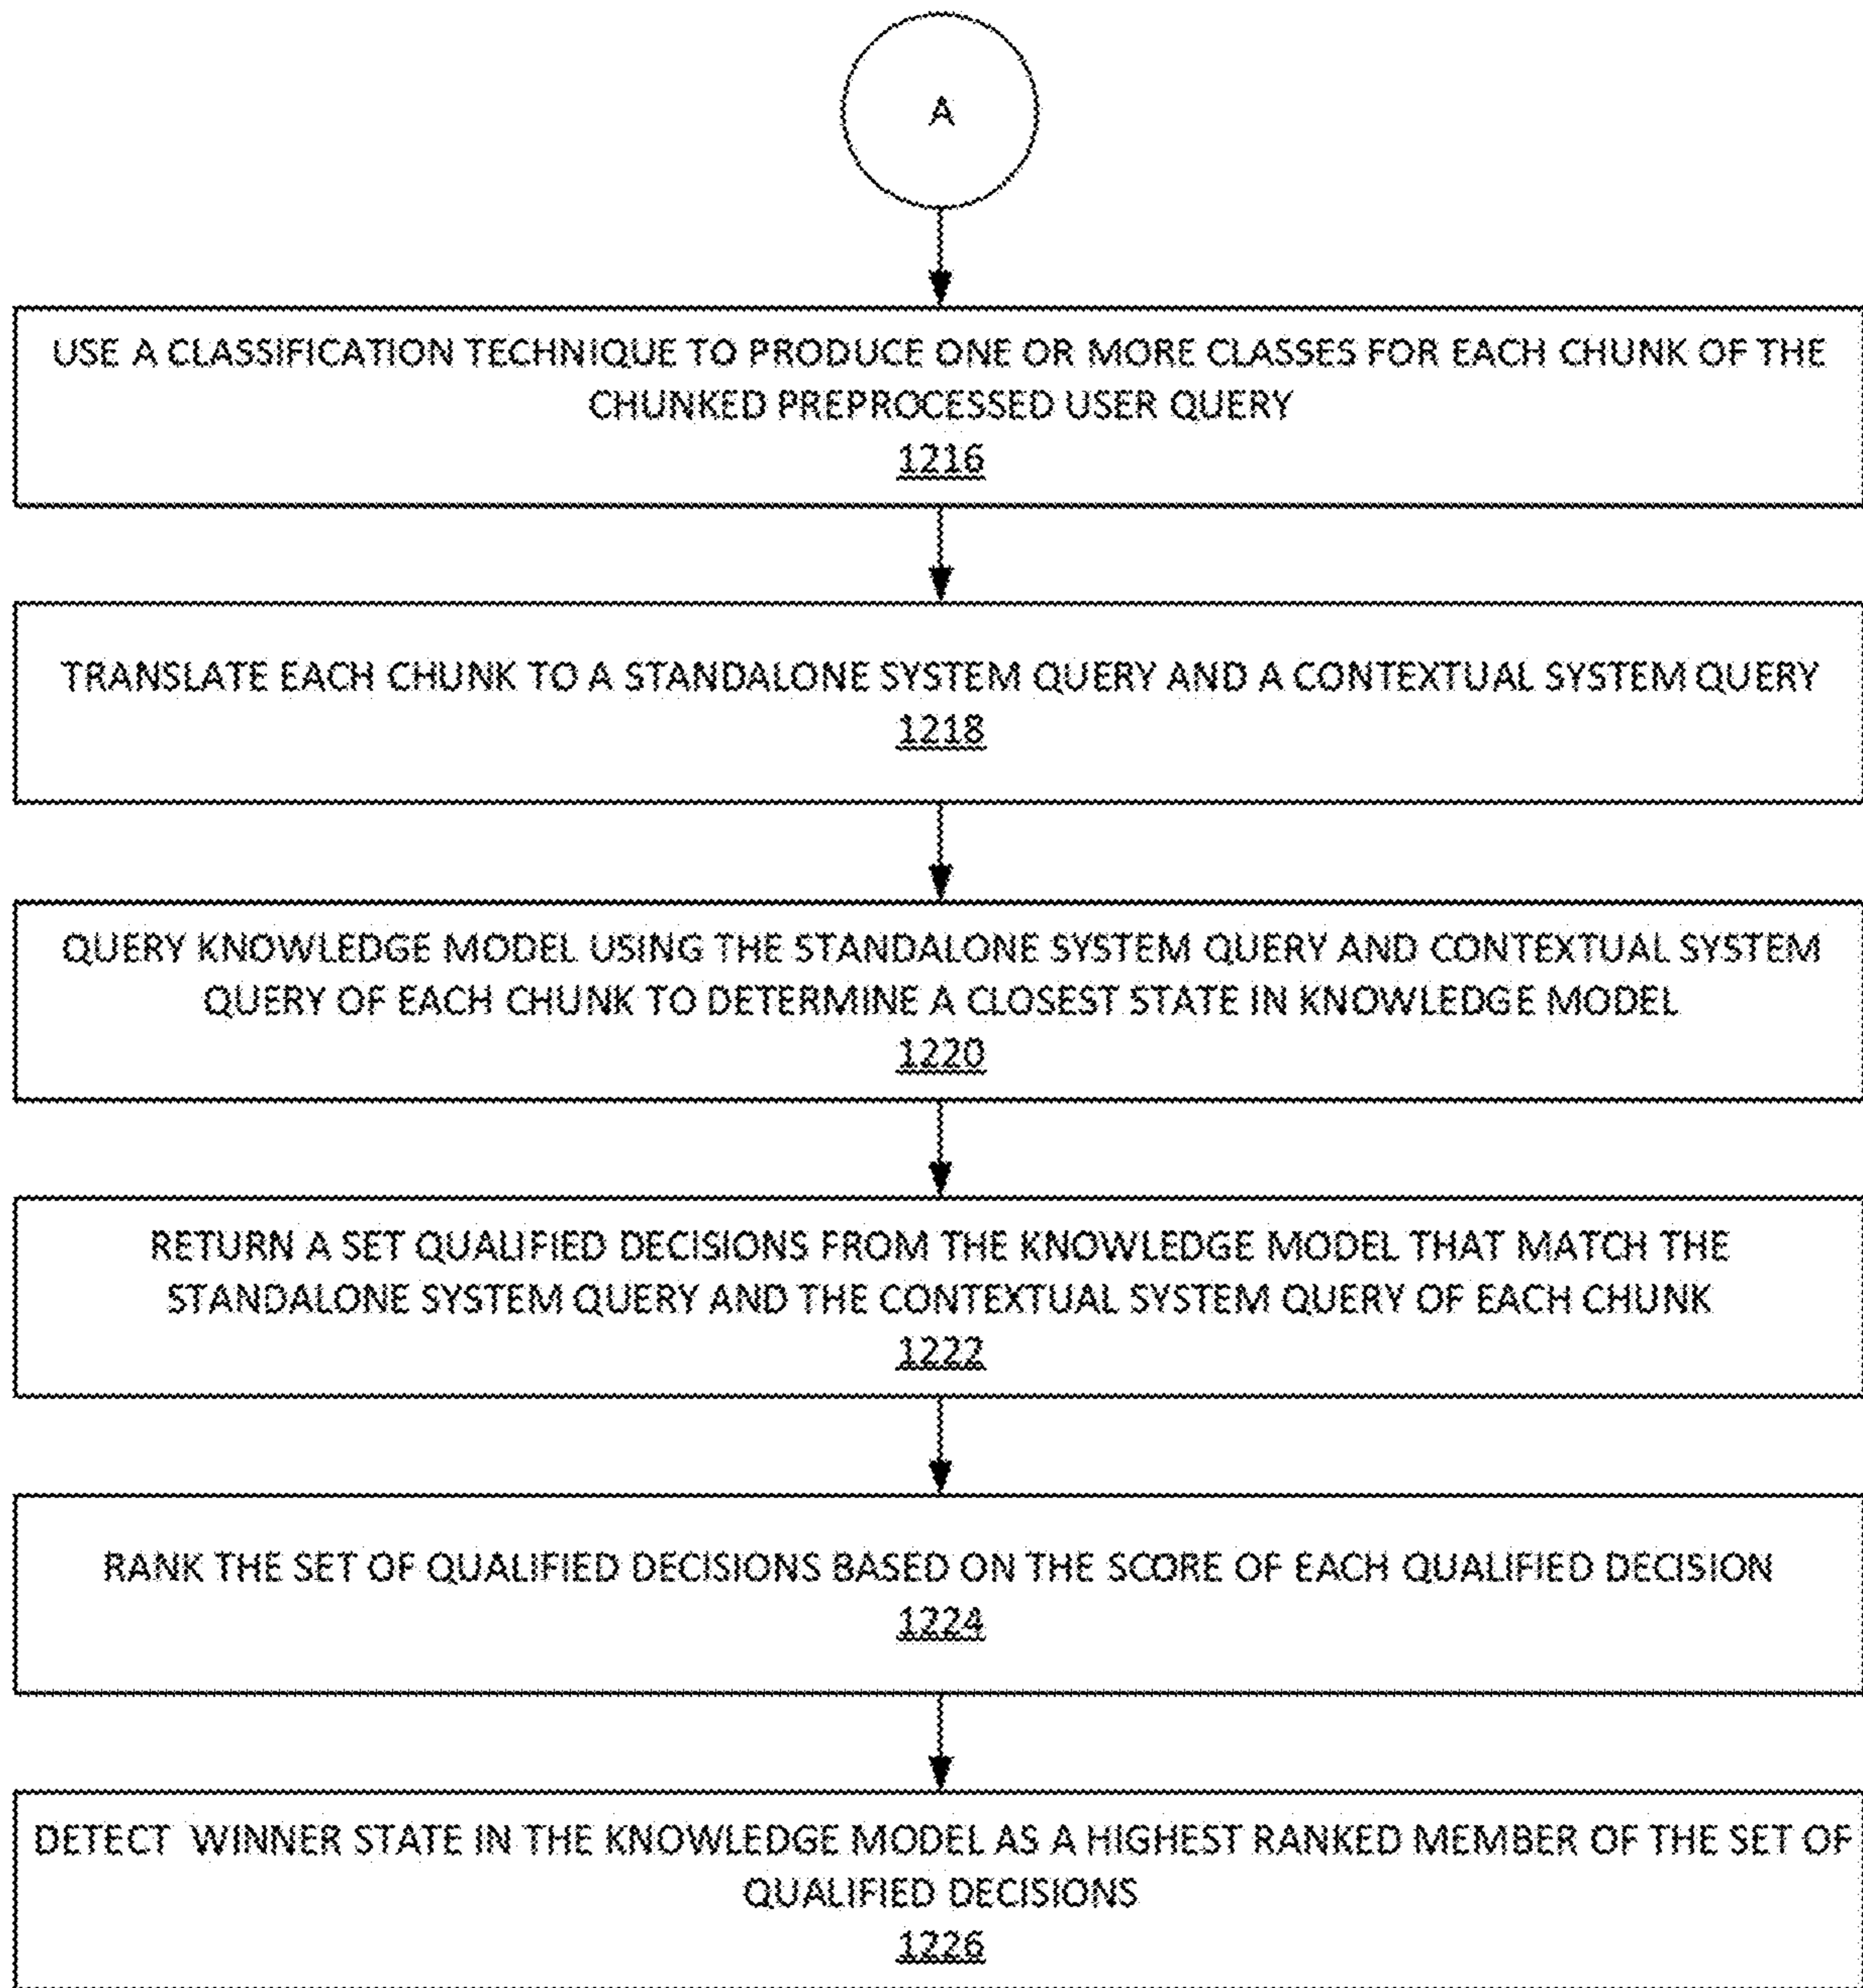 A
USE A CLASSIFICATION TECHNIQUE TO PRODUCE ONE OR MORE CLASSES FOR EACH CHUNK OF THE
CHUNKED PREPROCESSED USER QUERY
1216
TRANSLATE EACH CHUNK TO A STANDALONE SYSTEM QUERY AND A CONTEXTUAL SYSTEM QUERY
1218
QUERY KNOWLEDGE MODEL USING THE STANDALONE SYSTEM QUERY AND CONTEXTUAL SYSTEM
QUERY OF EACH CHUNK TO DETERMINE A CLOSEST STATE IN KNOWLEDGE MODEL
1220
RETURN A SET QUALIFIED DECISIONS FROM THE KNOWLEDGE MODEL THAT MATCH THE
STANDALONE SYSTEM QUERY AND THE CONTEXTUAL SYSTEM QUERY OF EACH CHUNK
1222
RANK THE SET OF QUALIFIED DECISIONS BASED ON THE SCORE OF EACH QUALIFIED DECISION
1224
DETECT WINNER STATE IN THE KNOWLEDGE MODEL AS A HIGHEST RANKED MEMBER OF THE SET OF
QUALIFIED DECISIONS
1226